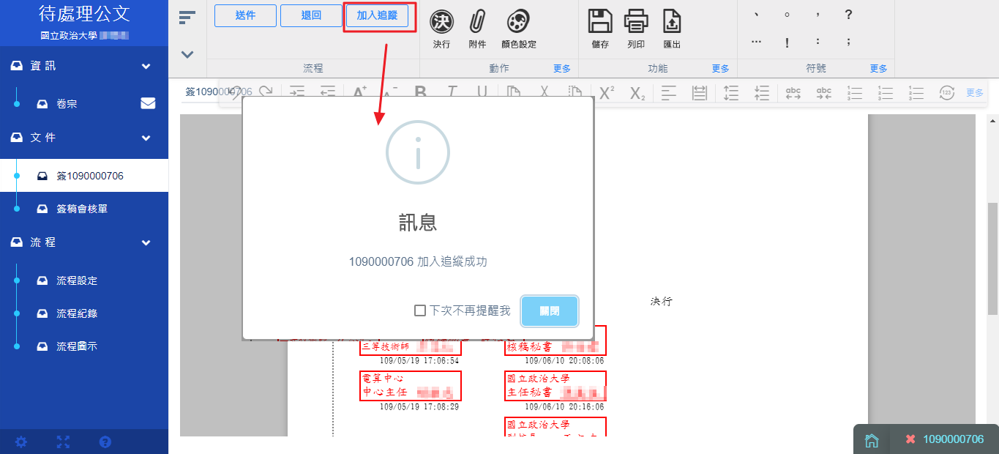 待處理公文
國立政治大學
資訊
卷宗
文件
簽1090000706
簽稿會核單
流程
流程設定
流程紀錄
流程圖示
送件
退回
加入追蹤
流程
決行
附件
顏色設定
動作
更多
儲存
列印
匯出
功能
更多
、 。 , ?
… ! : ;
符號
更多
簽1090000706
更多
訊息
1090000706 加入追縱成功
下次不再提醒我
關閉
決行
三等技術師
109/05/19 17:06:54
電算中心
中心主任
109/05/19 17:08:29
核稿秘書
109/06/10 20:08:06
國立政治大學
主任秘書
109/06/10 20:16:06
國立政治大學
1090000706